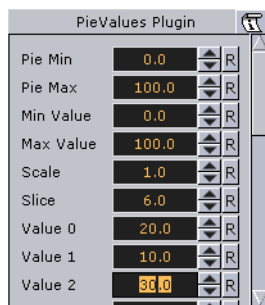 PieValues Plugin
Pie Min 0.0 R
Pie Max 100.0 R
Min Value 0.0 R
Max Value 100.0 R
Scale 1.0 R
Slice 6.0 R
Value 0 20.0 R
Value 1 10.0 R
Value 2 30.0 R